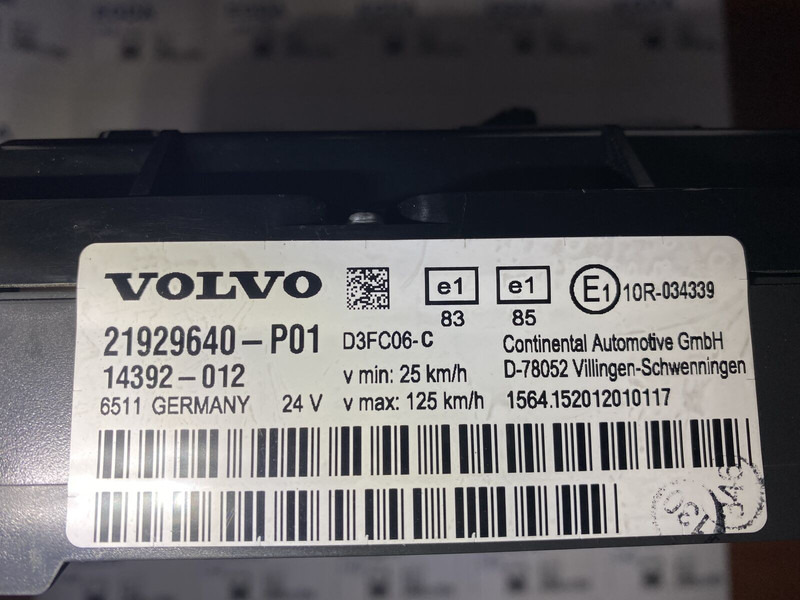 VOLVO
e1
83
e1
85
E1 10R-034339
21929640-P01
D3FC06-C
Continental Automotive GmbH
14392-012
v min: 25 km/h
D-78052 Villingen-Schwenningen
6511 GERMANY
24 V
v max: 125 km/h
1564.152012010117